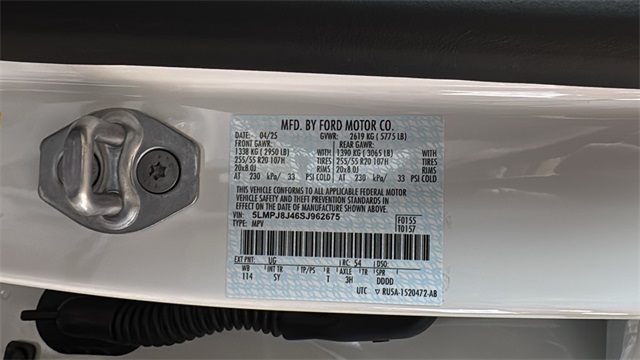 MFD. BY FORD MOTOR CO.
DATE: 04/25 GVWR: 2619 KG ( 5775 LB)
FRONT GAWR: REAR GAWR:
1338 KG ( 2950 LB) WITH 1390 KG ( 3065 LB) WITH
255/55 R20 107H TIRES 255/55 R20 107H TIRES
20x8.0J RIMS 20x8.0J RIMS
AT 230 kPa/ 33 PSI COLD AT 230 kPa/ 33 PSI COLD
THIS VEHICLE CONFORMS TO ALL APPLICABLE FEDERAL MOTOR
VEHICLE SAFETY AND THEFT PREVENTION STANDARDS IN
EFFECT ON THE DATE OF MANUFACTURE SHOWN ABOVE.
VIN: 5LMPJ8J46SJ962675 F0155
TYPE: MPV T0157
EXT PNT: UG RC: 54 DSO:
WB INT TR TP/PS R AXLE TR SPR
114 SY T 3H DDDD
UTC ▽ RUSA-1520472-AB